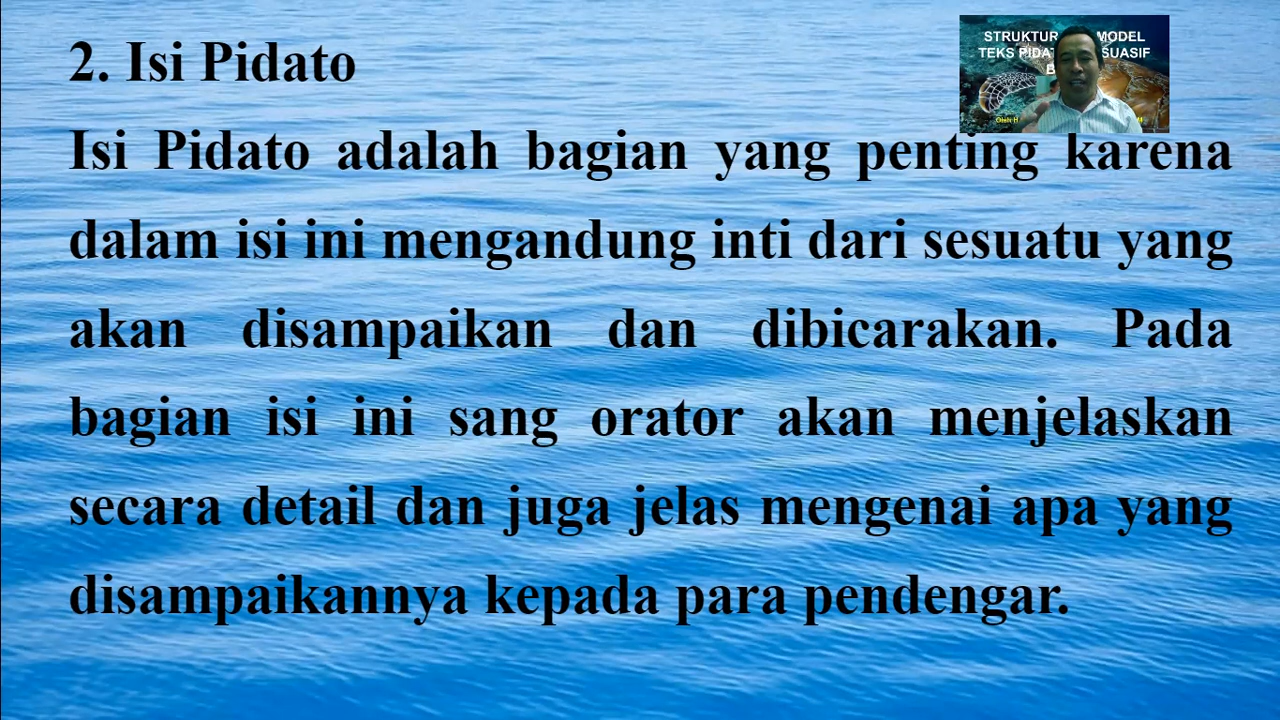 2. Isi Pidato
STRUKTUR MODEL
TEKS
Isi Pidato adalah bagian yang penting karena
dalam isi ini mengandung inti dari sesuatu yang
akan disampaikan dan dibicarakan. Pada
bagian isi ini sang orator akan menjelaskan
secara detail dan juga jelas mengenai apa yang
disampaikannya kepada para pendengar.